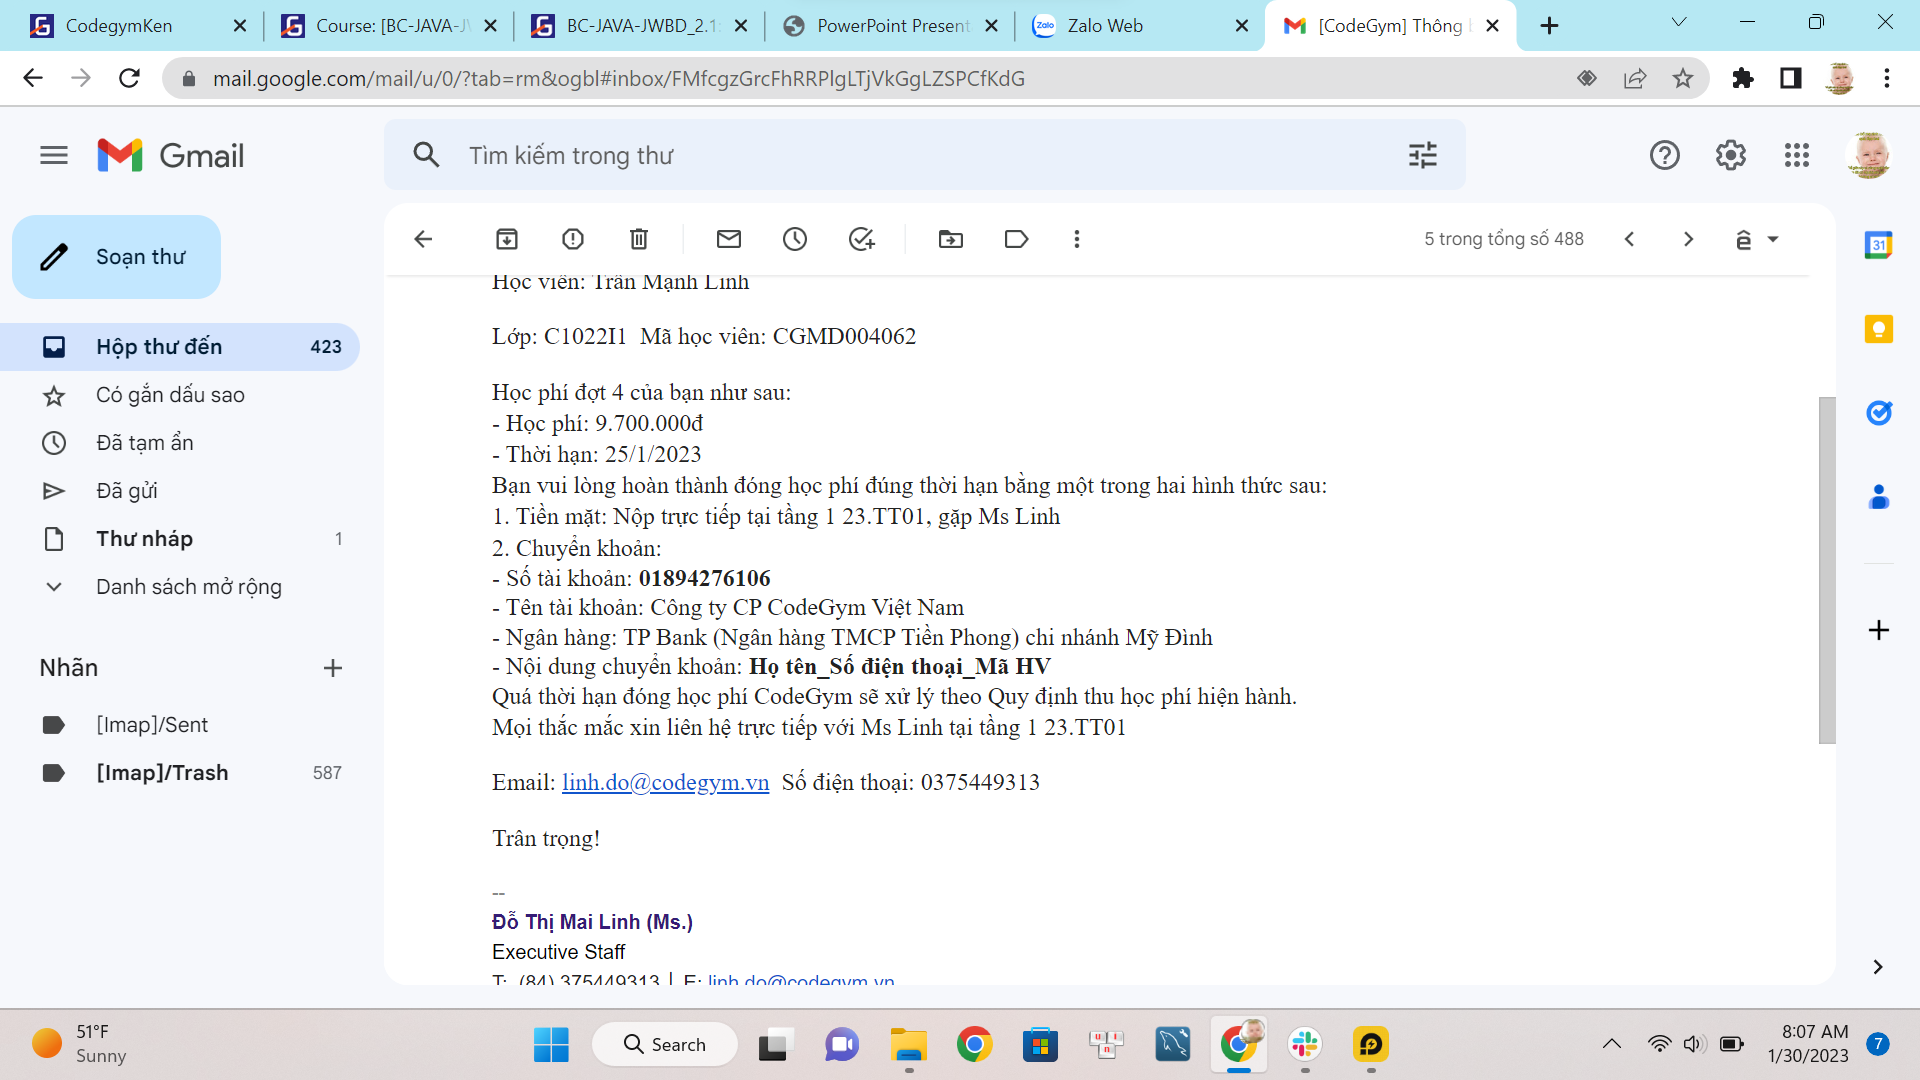 CodegymKen
Course: [BC-JAVA-JW
BC-JAVA-JWBD_2.1:
PowerPoint Present
Zalo Web
[CodeGym] Thông b
mail.google.com/mail/u/0/?tab=rm&ogbl#inbox/FMfcgzGrcFhRRPlgLTjVkGgLZSPCfKdG
Gmail
Tìm kiếm trong thư
Soạn thư
5 trong tổng số 488
Hộp thư đến 423
Có gắn dấu sao
Đã tạm ẩn
Đã gửi
Thư nháp 1
Danh sách mở rộng
Nhãn
[Imap]/Sent
[Imap]/Trash 587
Học viên: Trần Mạnh Linh
Lớp: C1022I1 Mã học viên: CGMD004062
Học phí đợt 4 của bạn như sau:
- Học phí: 9.700.000đ
- Thời hạn: 25/1/2023
Bạn vui lòng hoàn thành đóng học phí đúng thời hạn bằng một trong hai hình thức sau:
1. Tiền mặt: Nộp trực tiếp tại tầng 1 23.TT01, gặp Ms Linh
2. Chuyển khoản:
- Số tài khoản: 01894276106
- Tên tài khoản: Công ty CP CodeGym Việt Nam
- Ngân hàng: TP Bank (Ngân hàng TMCP Tiền Phong) chi nhánh Mỹ Đình
- Nội dung chuyển khoản: Họ tên_Số điện thoại_Mã HV
Quá thời hạn đóng học phí CodeGym sẽ xử lý theo Quy định thu học phí hiện hành.
Mọi thắc mắc xin liên hệ trực tiếp với Ms Linh tại tầng 1 23.TT01
Email: linh.do@codegym.vn Số điện thoại: 0375449313
Trân trọng!
--
Đỗ Thị Mai Linh (Ms.)
Executive Staff
T: (84) 375449313 | E: linh.do@codegym.vn
31
51°F
Sunny
Search
8:07 AM
1/30/2023
7